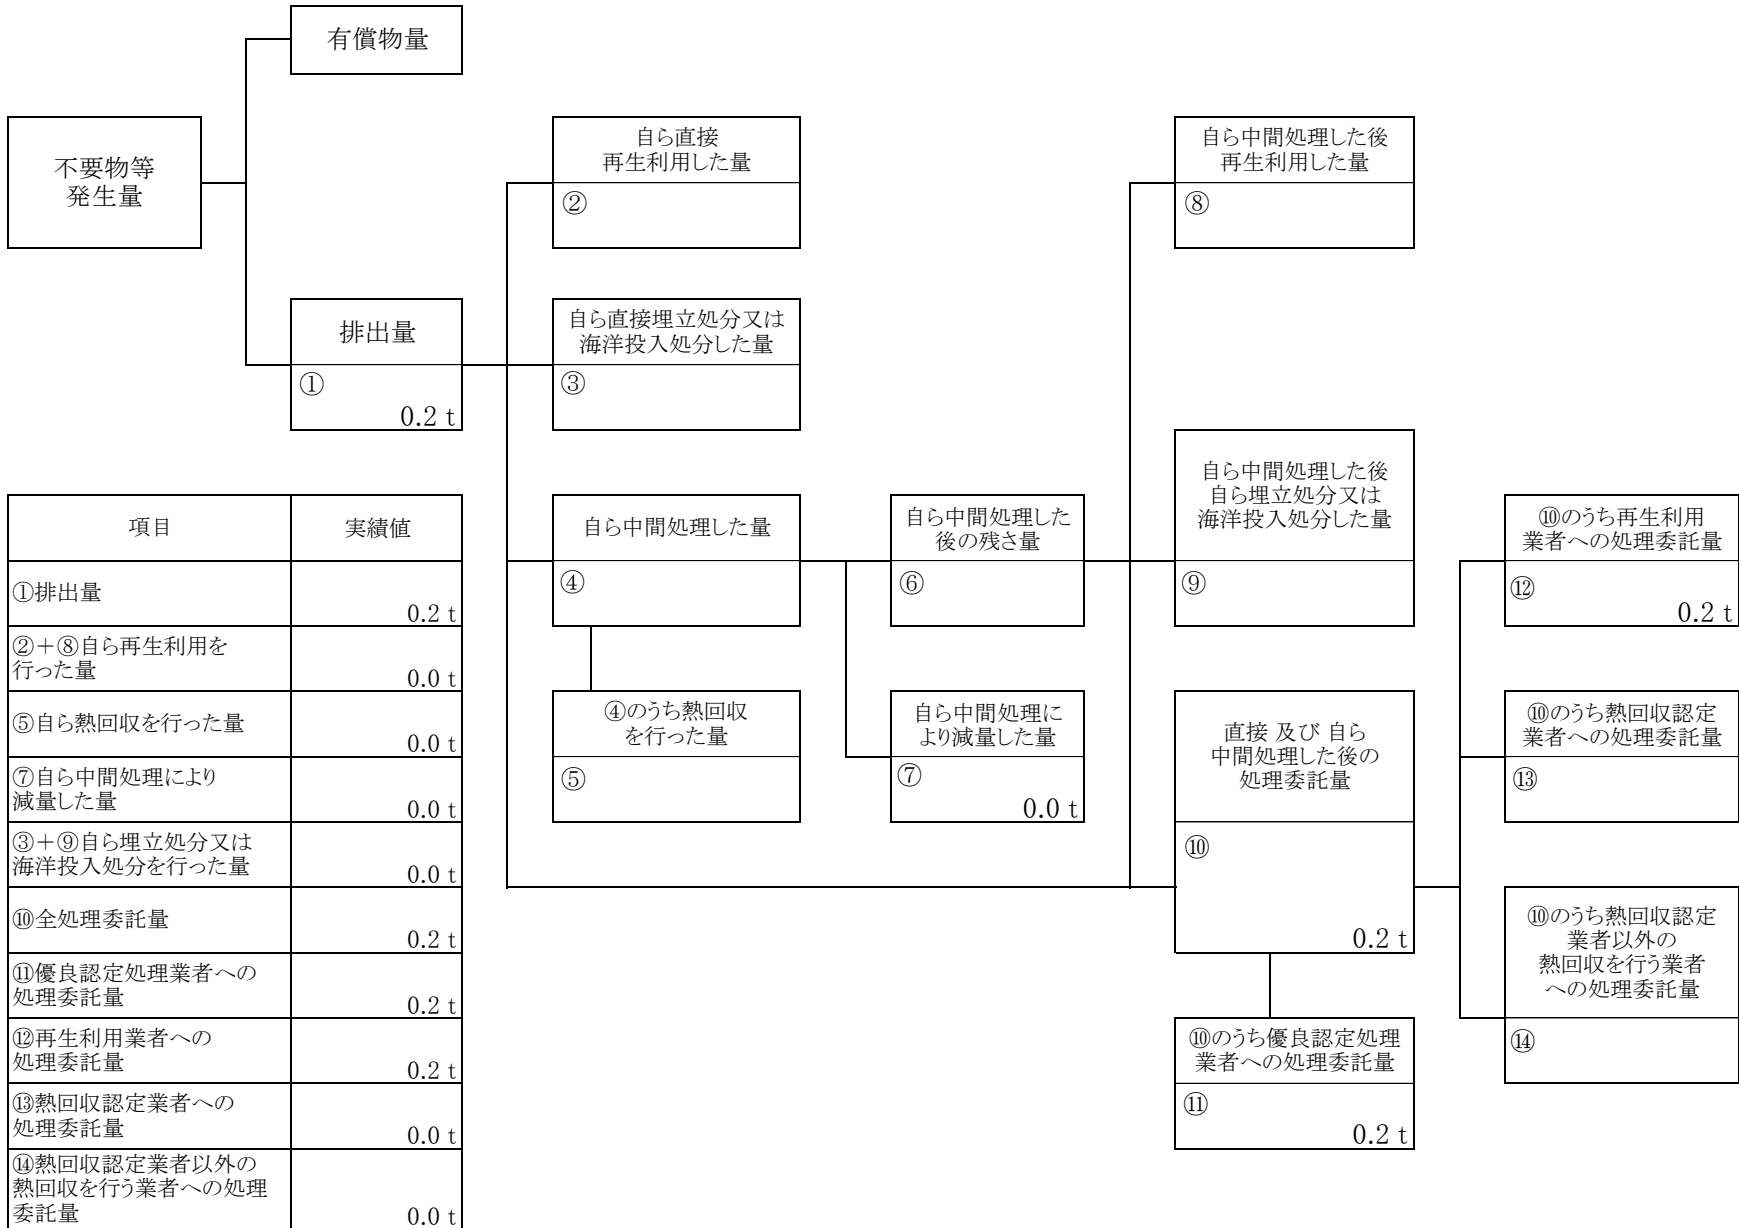 有償物量
不要物等
発生量
自ら直接
再生利用した量
②
自ら中間処理した後
再生利用した量
⑧
排出量
①
0.2 t
自ら直接埋立処分又は
海洋投入処分した量
③
自ら中間処理した量
④
自ら中間処理した
後の残さ量
⑥
自ら中間処理した後
自ら埋立処分又は
海洋投入処分した量
⑨
⑩のうち再生利用
業者への処理委託量
⑫
0.2 t
④のうち熱回収
を行った量
⑤
自ら中間処理に
より減量した量
⑦
0.0 t
直接 及び 自ら
中間処理した後の
処理委託量
⑩
0.2 t
⑩のうち熱回収認定
業者への処理委託量
⑬
⑩のうち熱回収認定
業者以外の
熱回収を行う業者
への処理委託量
⑭
⑩のうち優良認定処理
業者への処理委託量
⑪
0.2 t
項目 実績値
①排出量
0.2 t
②＋⑧自ら再生利用を
行った量
0.0 t
⑤自ら熱回収を行った量
0.0 t
⑦自ら中間処理により
減量した量
0.0 t
③＋⑨自ら埋立処分又は
海洋投入処分を行った量
0.0 t
⑩全処理委託量
0.2 t
⑪優良認定処理業者への
処理委託量
0.2 t
⑫再生利用業者への
処理委託量
0.2 t
⑬熱回収認定業者への
処理委託量
0.0 t
⑭熱回収認定業者以外の
熱回収を行う業者への処理
委託量
0.0 t